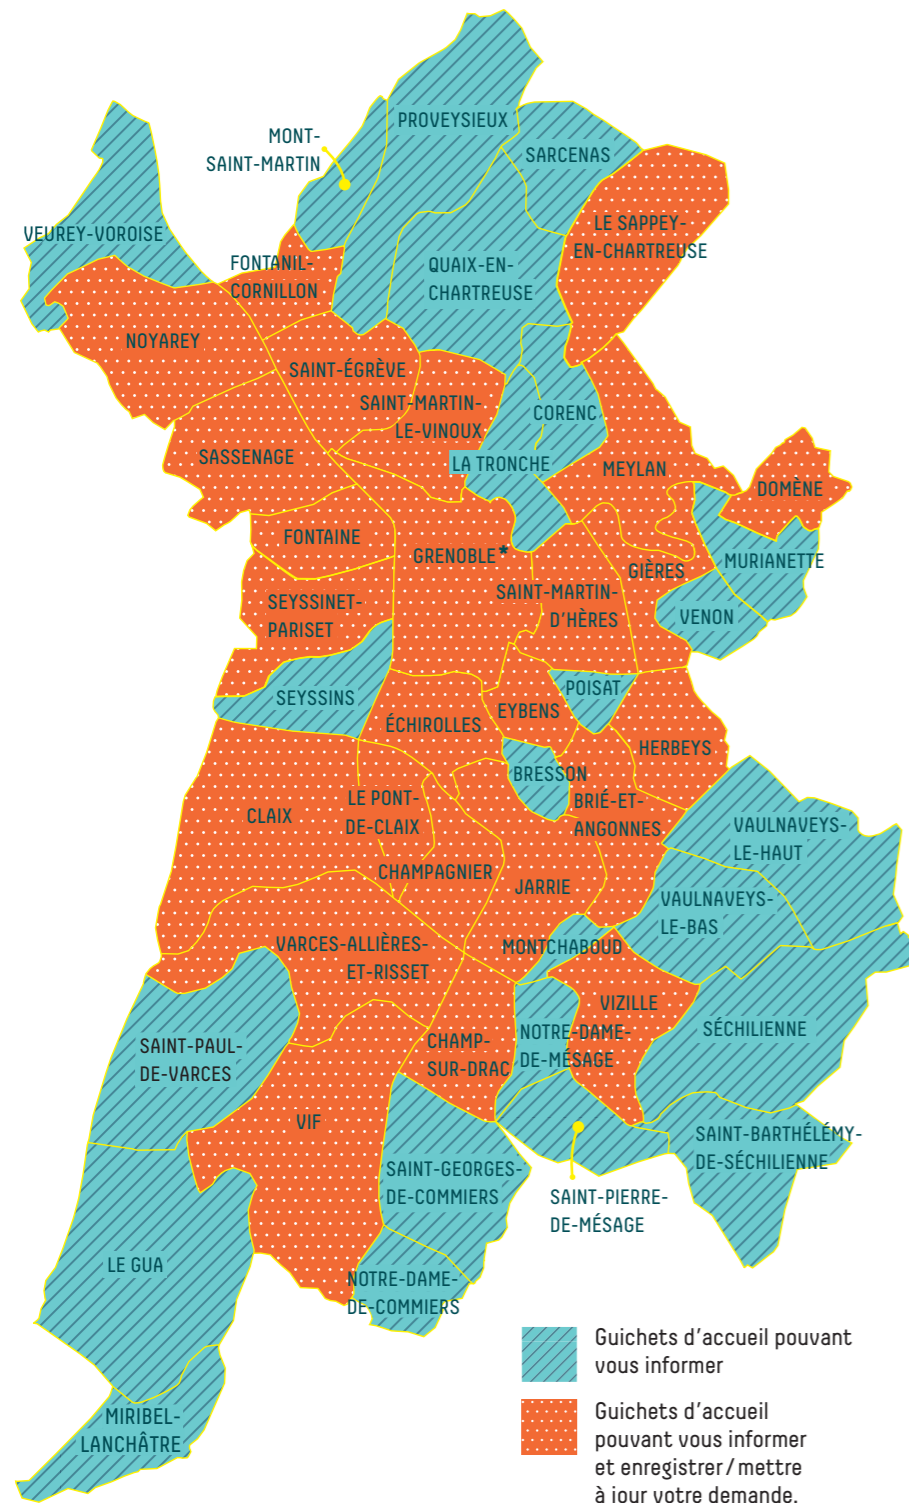 PROVEYSIEUX
MONT-
SAINT-MARTIN
SARCENAS
LE SAPPEY-
EN-CHARTREUSE
VEUREY-VOROISE
FONTANIL-
CORNILLON
QUAIX-EN-
CHARTREUSE
NOYAREY
SAINT-ÉGRÈVE
SAINT-MARTIN-
LE-VINOUX
CORENC
SASSENAGE
LA TRONCHE
MEYLAN
DOMÈNE
FONTAINE
GRENOBLE*
GIÈRES
MURIANETTE
SEYSSINET-
PARISET
SAINT-MARTIN-
D'HÈRES
VENON
SEYSSINS
POISAT
EYBENS
ÉCHIROLLES
HERBEYS
BRESSON
CLAIX
LE PONT-
DE-CLAIX
BRIÉ-ET-
ANGONNES
VAULNAVEYS-
LE-HAUT
CHAMPAGNIER
JARRIE
VAULNAVEYS-
LE-BAS
VARCES-ALLIÈRES-
ET-RISSET
MONTCHABOUD
VIZILLE
SAINT-PAUL-
DE-VARCES
CHAMP-
SUR-DRAC
NOTRE-DAME-
DE-MÉSAGE
SÉCHILIENNE
VIF
SAINT-BARTHÉLÉMY-
DE-SÉCHILIENNE
SAINT-GEORGES-
DE-COMMIERS
SAINT-PIERRE-
DE-MÉSAGE
LE GUA
NOTRE-DAME-
DE-COMMIERS
MIRIBEL-
LANCHÂTRE
Guichets d'accueil pouvant
vous informer
Guichets d'accueil
pouvant vous informer
et enregistrer / mettre
à jour votre demande.